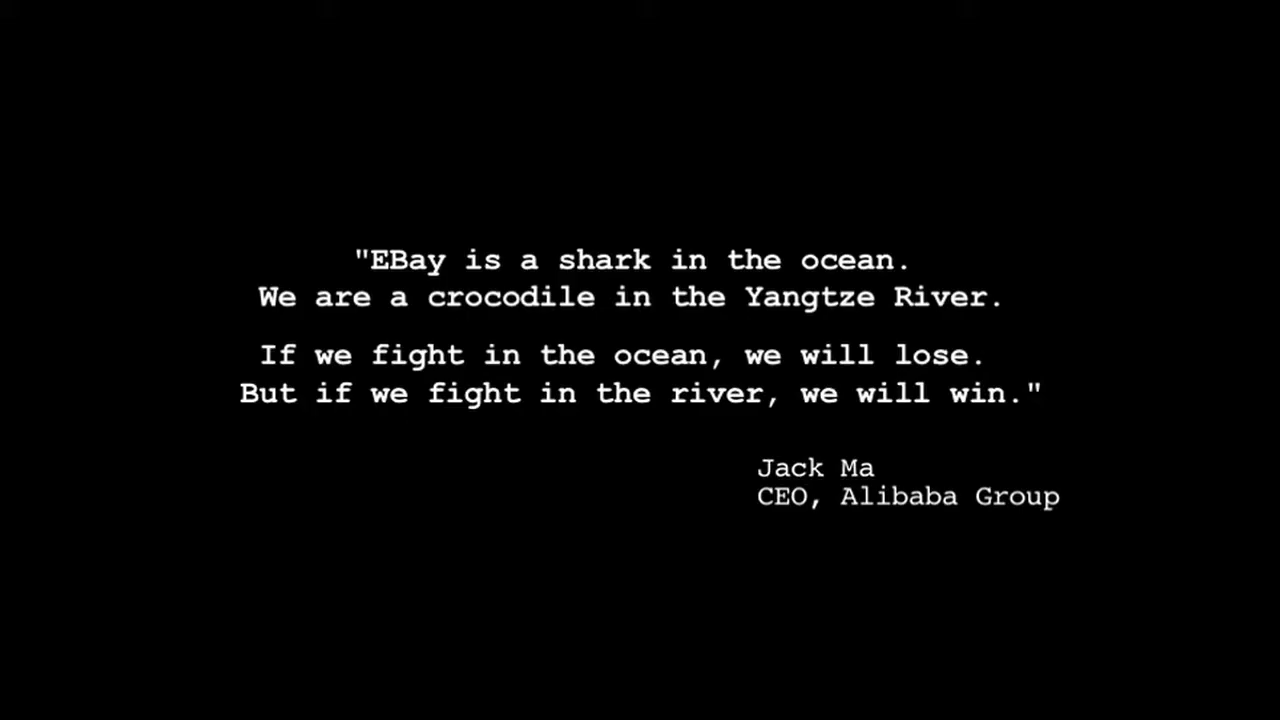 "EBay is a shark in the ocean.
We are a crocodile in the Yangtze River.
If we fight in the ocean, we will lose.
But if we fight in the river, we will win."
Jack Ma
CEO, Alibaba Group